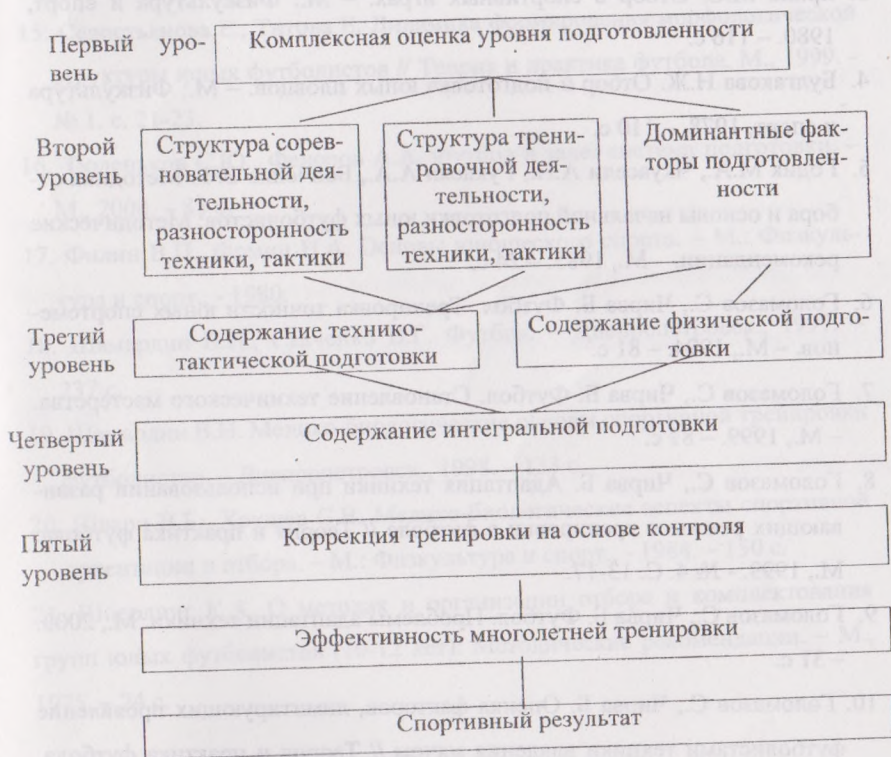 Первый уро-
вень
Комплексная оценка уровня подготовленности
Второй
уровень
Структура сорев-
новательной дея-
тельности,
разносторонность
техники, тактики
Структура трени-
ровочной дея-
тельности,
разносторонность
техники, тактики
Доминантные фак-
торы подготовлен-
ности
Третий
уровень
Содержание технико-
тактической подготовки
Содержание физической подго-
товки
Четвертый
уровень
Содержание интегральной подготовки
Пятый
уровень
Коррекция тренировки на основе контроля
Эффективность многолетней тренировки
Спортивный результат